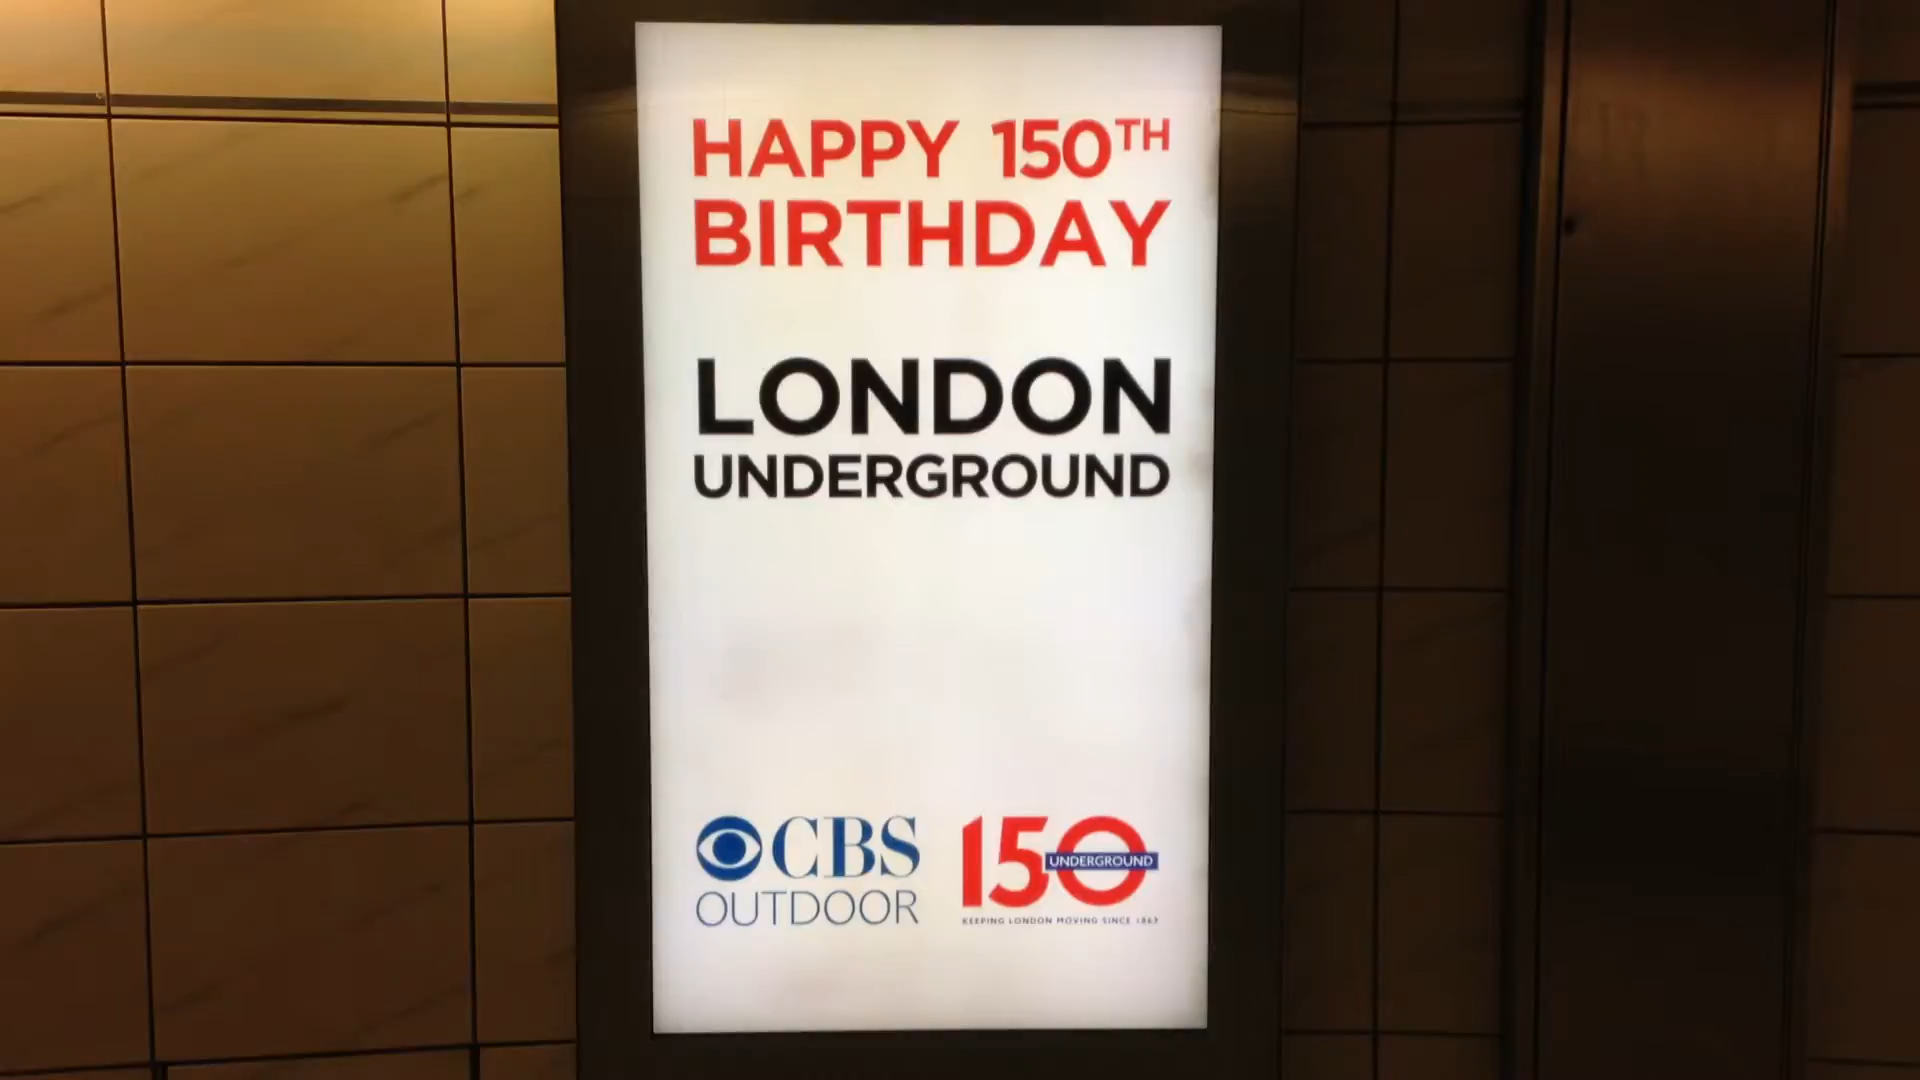 HAPPY 150TH
BIRTHDAY
LONDON
UNDERGROUND
CBS
OUTDOOR
150
UNDERGROUND
KEEPING LONDON MOVING SINCE 1863